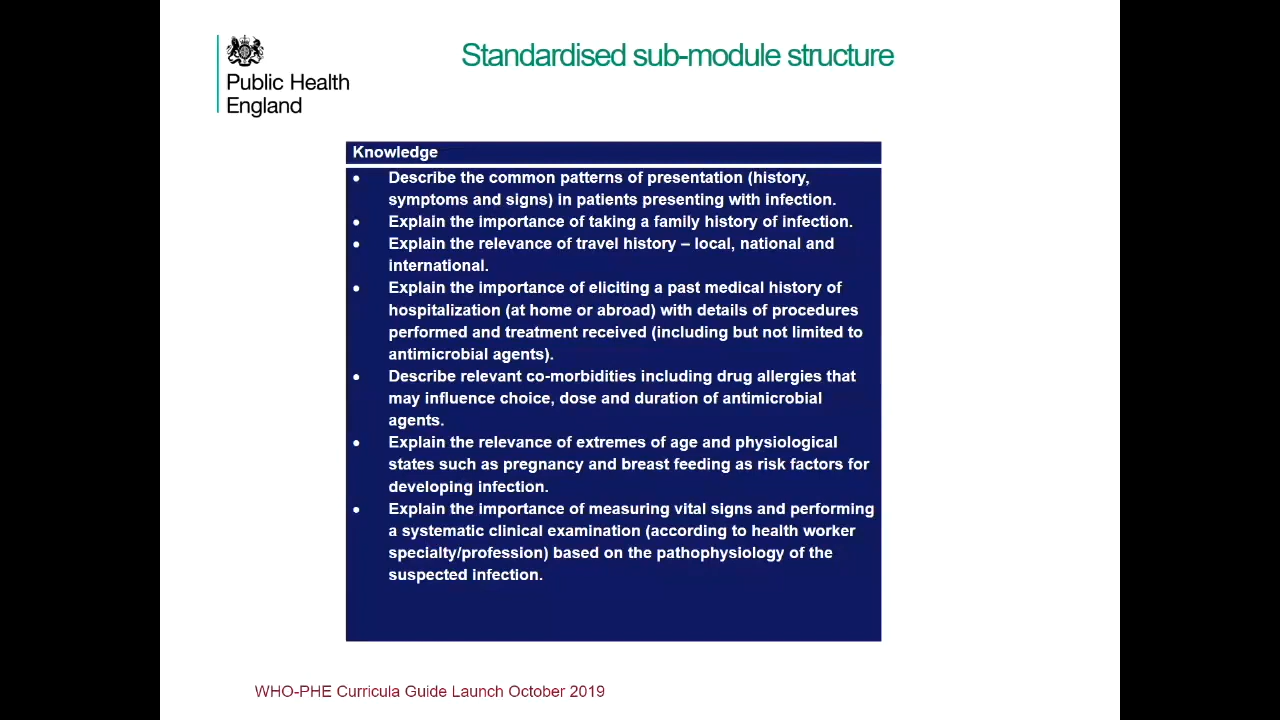 Public Health
England
Standardised sub-module structure
Knowledge
• Describe the common patterns of presentation (history,
symptoms and signs) in patients presenting with infection.
• Explain the importance of taking a family history of infection.
• Explain the relevance of travel history – local, national and
international.
• Explain the importance of eliciting a past medical history of
hospitalization (at home or abroad) with details of procedures
performed and treatment received (including but not limited to
antimicrobial agents).
• Describe relevant co-morbidities including drug allergies that
may influence choice, dose and duration of antimicrobial
agents.
• Explain the relevance of extremes of age and physiological
states such as pregnancy and breast feeding as risk factors for
developing infection.
• Explain the importance of measuring vital signs and performing
a systematic clinical examination (according to health worker
specialty/profession) based on the pathophysiology of the
suspected infection.
WHO-PHE Curricula Guide Launch October 2019